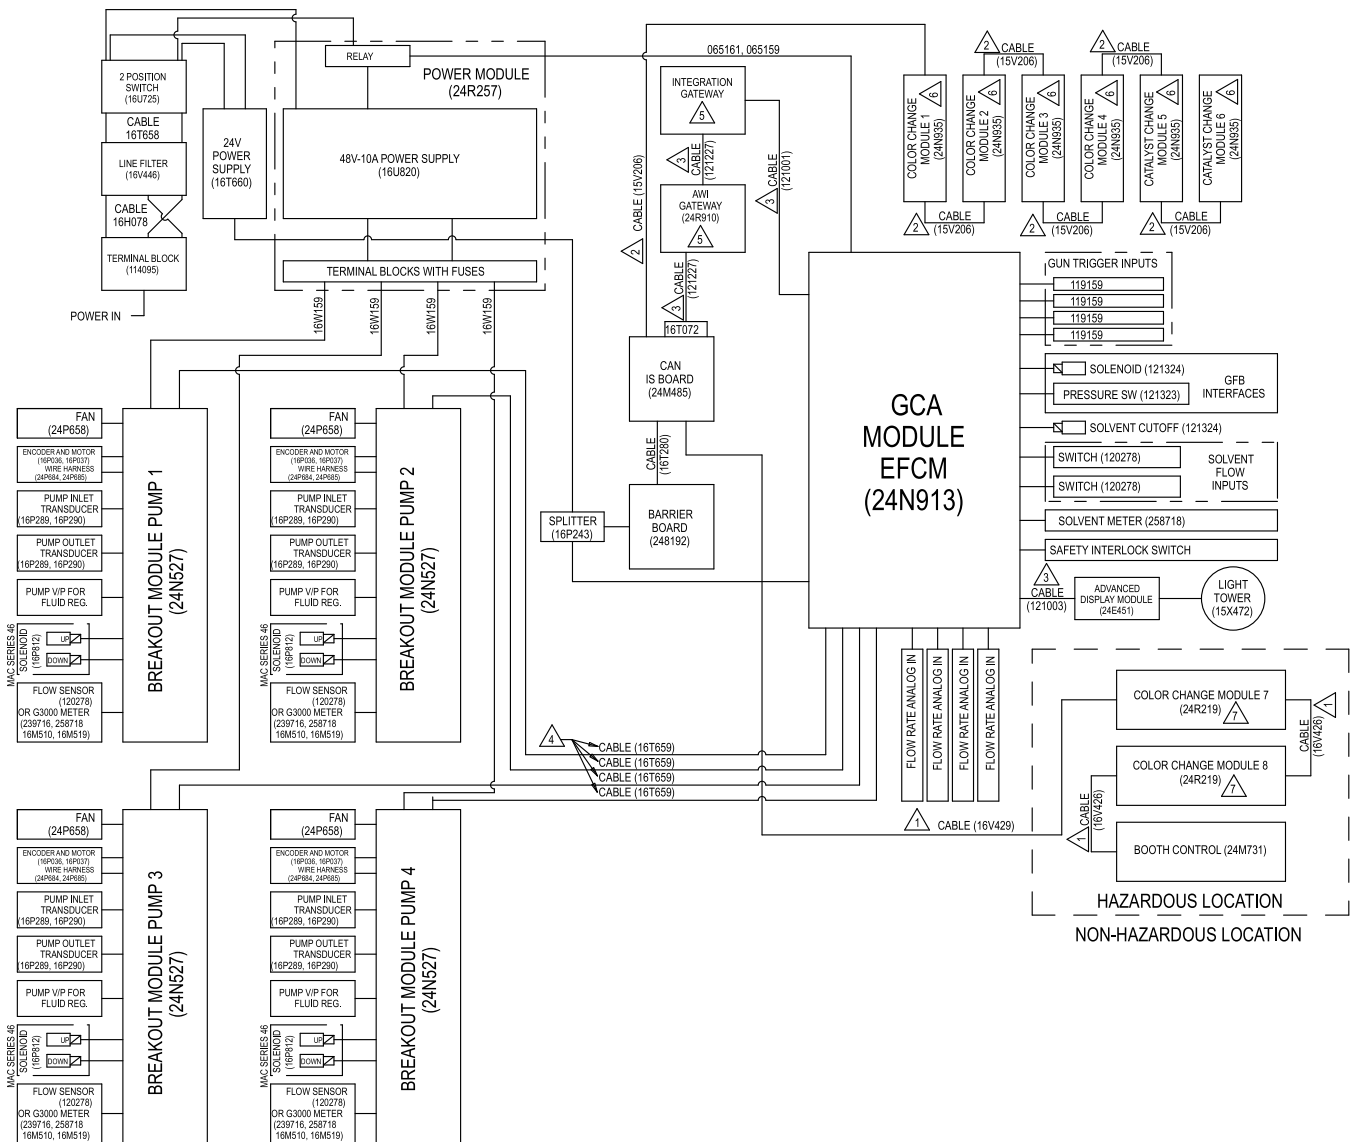 2 POSITION
SWITCH
(16U725)
CABLE
16T658
LINE FILTER
(16V446)
CABLE
16H078
TERMINAL BLOCK
(114095)
POWER IN
24V
POWER
SUPPLY
(16T660)
RELAY
POWER MODULE
(24R257)
48V-10A POWER SUPPLY
(16U820)
TERMINAL BLOCKS WITH FUSES
16W159
16W159
16W159
16W159
065161, 065159
INTEGRATION
GATEWAY
5
3
CABLE
(121227)
AWI
GATEWAY
(24R910)
5
3
CABLE
(121227)
3
CABLE
(121001)
2
CABLE (15V206)
16T072
CAN
IS BOARD
(24M485)
CABLE
(16T280)
BARRIER
BOARD
(248192)
SPLITTER
(16P243)
2
CABLE
(15V206)
2
CABLE
(15V206)
COLOR CHANGE
MODULE 1
(24N935)
6
COLOR CHANGE
MODULE 2
(24N935)
6
COLOR CHANGE
MODULE 3
(24N935)
6
COLOR CHANGE
MODULE 4
(24N935)
6
CATALYST CHANGE
MODULE 5
(24N935)
6
CATALYST CHANGE
MODULE 6
(24N935)
6
2
CABLE
(15V206)
2
CABLE
(15V206)
2
CABLE
(15V206)
GCA
MODULE
EFCM
(24N913)
GUN TRIGGER INPUTS
119159
119159
119159
119159
SOLENOID (121324)
PRESSURE SW (121323)
GFB
INTERFACES
SOLVENT CUTOFF (121324)
SWITCH (120278)
SWITCH (120278)
SOLVENT
FLOW
INPUTS
SOLVENT METER (258718)
SAFETY INTERLOCK SWITCH
3
CABLE
(121003)
ADVANCED
DISPLAY MODULE
(24E451)
LIGHT
TOWER
(15X472)
FLOW RATE ANALOG IN
FLOW RATE ANALOG IN
FLOW RATE ANALOG IN
FLOW RATE ANALOG IN
1
CABLE (16V429)
COLOR CHANGE MODULE 7
(24R219)
7
1
CABLE
(16V426)
COLOR CHANGE MODULE 8
(24R219)
7
1
CABLE
(16V426)
BOOTH CONTROL (24M731)
HAZARDOUS LOCATION
NON-HAZARDOUS LOCATION
4
CABLE (16T659)
CABLE (16T659)
CABLE (16T659)
CABLE (16T659)
FAN
(24P658)
ENCODER AND MOTOR
(16P036, 16P037)
WIRE HARNESS
(24P684, 24P685)
PUMP INLET
TRANSDUCER
(16P289, 16P290)
PUMP OUTLET
TRANSDUCER
(16P289, 16P290)
PUMP V/P FOR
FLUID REG.
MAC SERIES 46
SOLENOID
(16P812)
UP
DOWN
FLOW SENSOR
(120278)
OR G3000 METER
(239716, 258718
16M510, 16M519)
BREAKOUT MODULE PUMP 1
(24N527)
FAN
(24P658)
ENCODER AND MOTOR
(16P036, 16P037)
WIRE HARNESS
(24P684, 24P685)
PUMP INLET
TRANSDUCER
(16P289, 16P290)
PUMP OUTLET
TRANSDUCER
(16P289, 16P290)
PUMP V/P FOR
FLUID REG.
MAC SERIES 46
SOLENOID
(16P812)
UP
DOWN
FLOW SENSOR
(120278)
OR G3000 METER
(239716, 258718
16M510, 16M519)
BREAKOUT MODULE PUMP 2
(24N527)
FAN
(24P658)
ENCODER AND MOTOR
(16P036, 16P037)
WIRE HARNESS
(24P684, 24P685)
PUMP INLET
TRANSDUCER
(16P289, 16P290)
PUMP OUTLET
TRANSDUCER
(16P289, 16P290)
PUMP V/P FOR
FLUID REG.
MAC SERIES 46
SOLENOID
(16P812)
UP
DOWN
FLOW SENSOR
(120278)
OR G3000 METER
(239716, 258718
16M510, 16M519)
BREAKOUT MODULE PUMP 3
(24N527)
FAN
(24P658)
ENCODER AND MOTOR
(16P036, 16P037)
WIRE HARNESS
(24P684, 24P685)
PUMP INLET
TRANSDUCER
(16P289, 16P290)
PUMP OUTLET
TRANSDUCER
(16P289, 16P290)
PUMP V/P FOR
FLUID REG.
MAC SERIES 46
SOLENOID
(16P812)
UP
DOWN
FLOW SENSOR
(120278)
OR G3000 METER
(239716, 258718
16M510, 16M519)
BREAKOUT MODULE PUMP 4
(24N527)